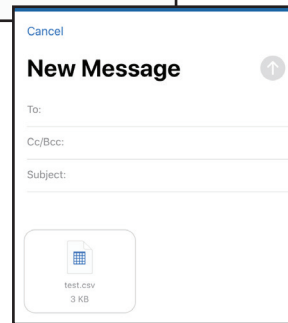 Cancel
New Message
To:
Cc/Bcc:
Subject:
test.csv
3 KB